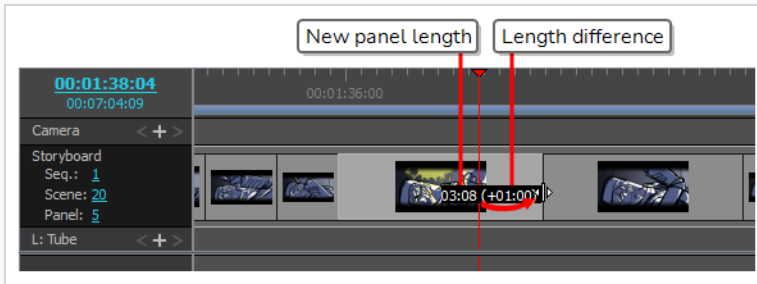 New panel length
Length difference
00:01:38:04
00:07:04:09
00:01:36:00
Camera < + >
Storyboard
Seq.: 1
Scene: 20
Panel: 5
03:08 (+01:00)
L: Tube < + >